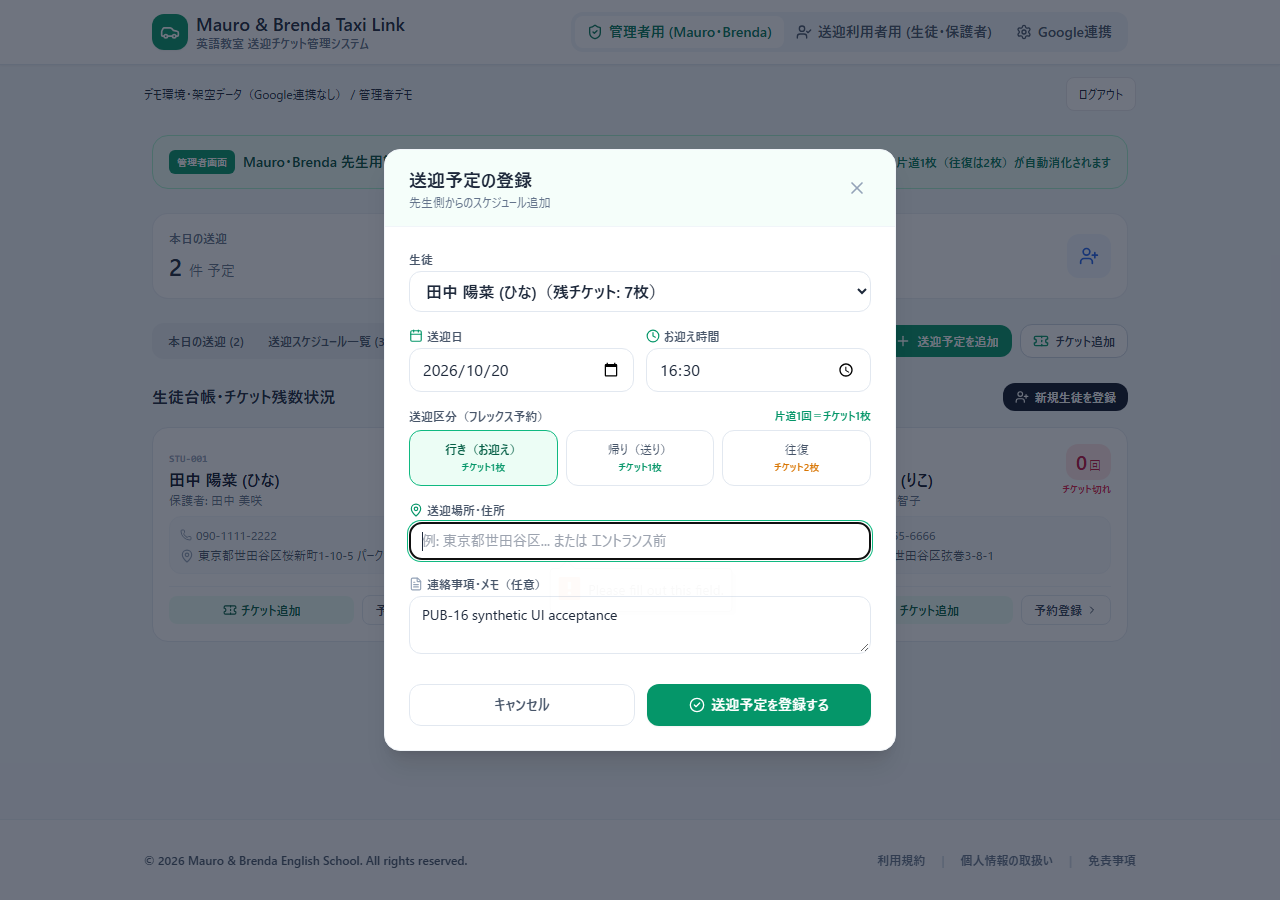 Mauro & Brenda Taxi Link
英語教室 送迎チケット管理システム
管理者用 (Mauro・Brenda)
送迎利用者用 (生徒・保護者)
Google連携
デモ環境・架空データ（Google連携なし） / 管理者デモ
ログアウト
管理者画面
Mauro・Brenda 先生用
片道1枚（往復は2枚）が自動消化されます
本日の送迎
2 件 予定
本日の送迎 (2)
送迎スケジュール一覧 (3
送迎予定を追加
チケット追加
生徒台帳・チケット残数状況
新規生徒を登録
STU-001
田中 陽菜 (ひな)
保護者: 田中 美咲
090-1111-2222
東京都世田谷区桜新町1-10-5 パーク
チケット追加
予
(りこ)
智子
0回
チケット切れ
5-6666
世田谷区弦巻3-8-1
チケット追加
予約登録
送迎予定の登録
先生側からのスケジュール追加
生徒
田中 陽菜 (ひな)（残チケット: 7枚）
送迎日
お迎え時間
2026/10/20
16:30
送迎区分（フレックス予約）
片道1回＝チケット1枚
行き（お迎え）
チケット1枚
帰り（送り）
チケット1枚
往復
チケット2枚
送迎場所・住所
例: 東京都世田谷区... または エントランス前
連絡事項・メモ（任意）
PUB-16 synthetic UI acceptance
キャンセル
送迎予定を登録する
© 2026 Mauro & Brenda English School. All rights reserved.
利用規約
|
個人情報の取扱い
|
免責事項